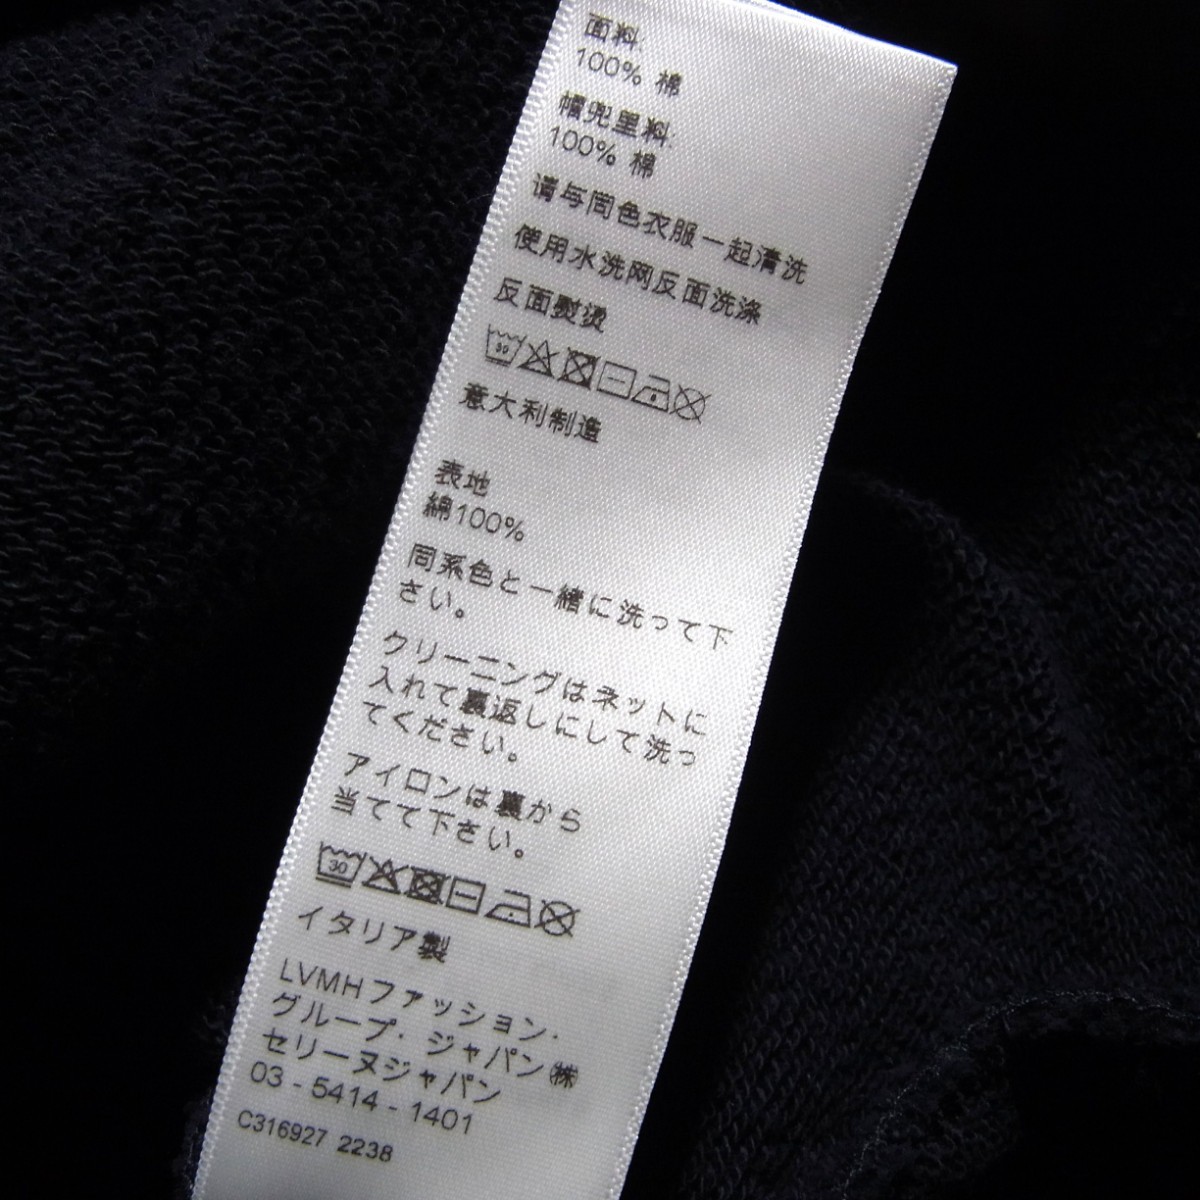 面料
100% 棉
帽兜里料:
100% 棉
请与同色衣服一起清洗
使用水洗网反面洗涤
反面熨烫
30
意大利制造
表地
綿100%
同系色と一緒に洗って下
さい。
クリーニングはネットに
入れて裏返しにして洗っ
てください。
アイロンは裏から
当てて下さい。
30
イタリア製
LVMHファッション・
グループ・ジャパン㈱
セリーヌジャパン
03 - 5414 - 1401
C316927 2238